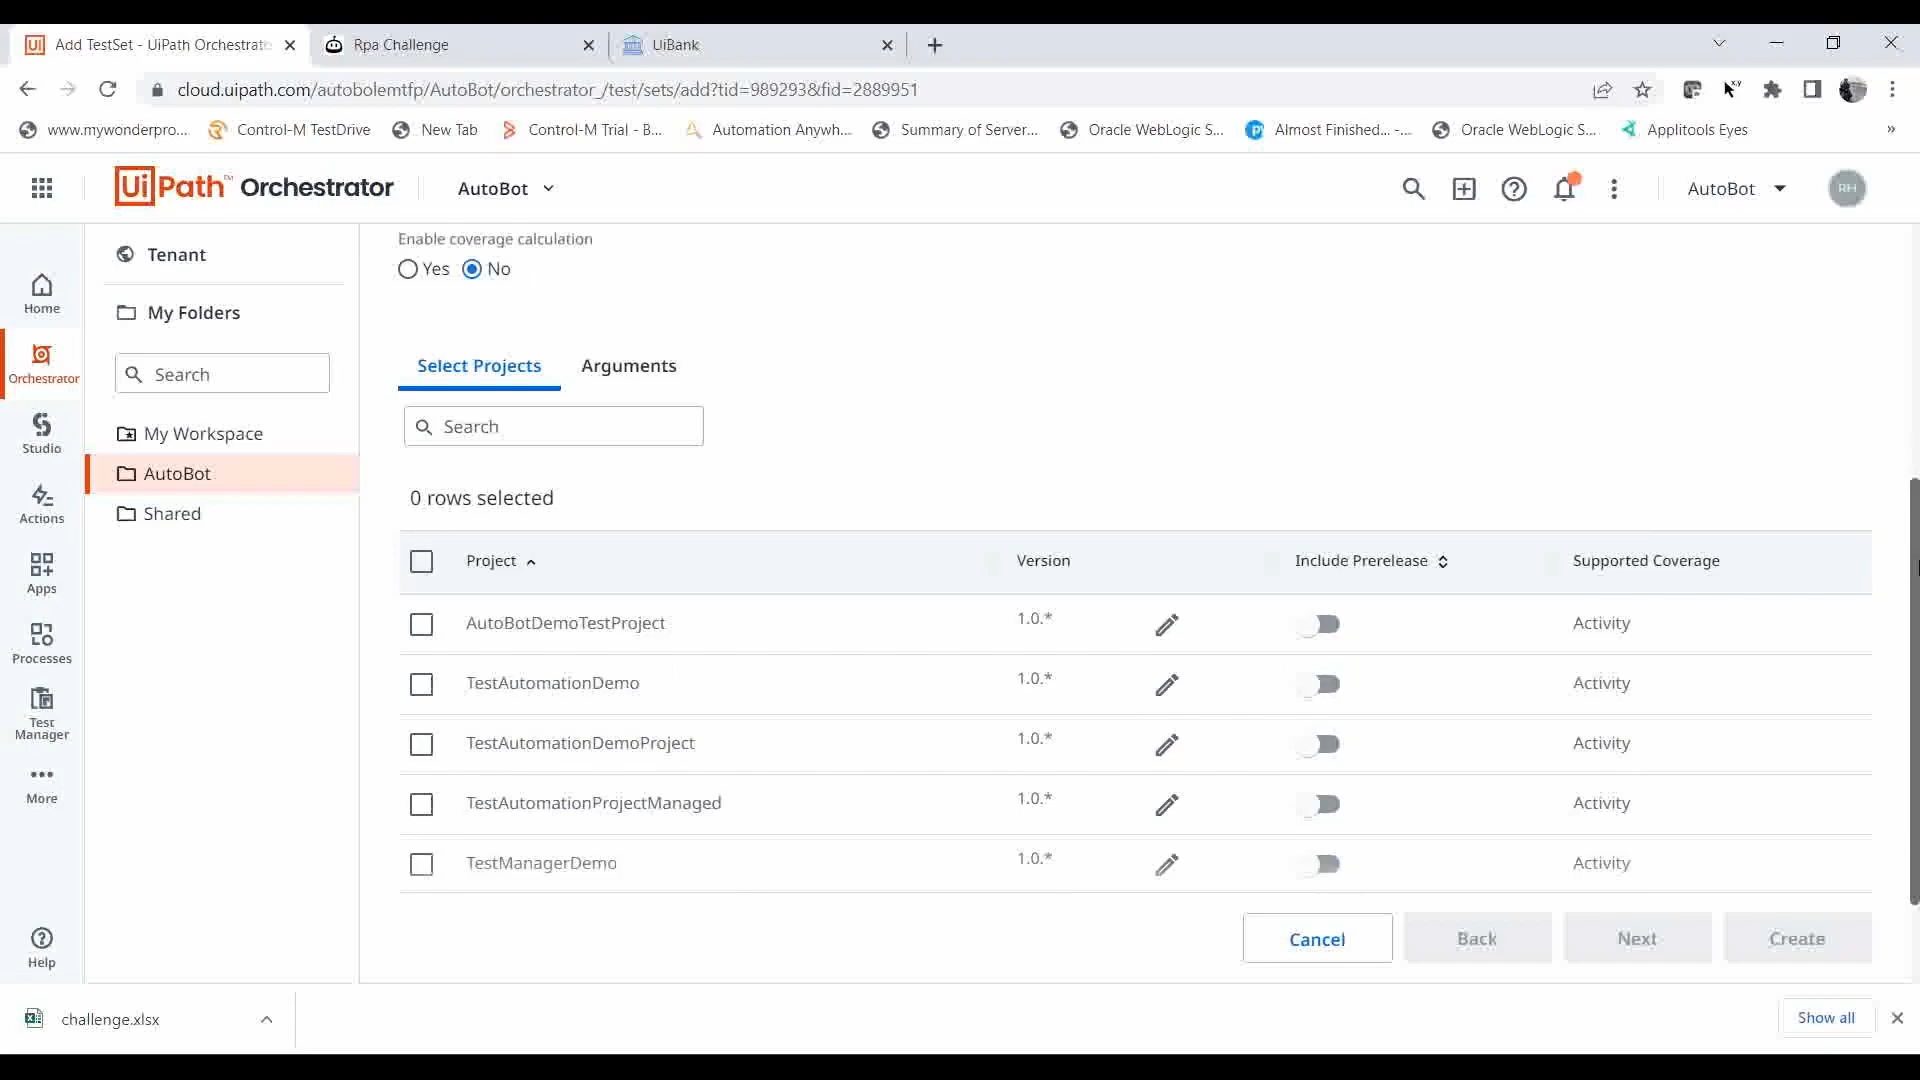 Add TestSet - UiPath Orchestrato
Rpa Challenge
UiBank
cloud.uipath.com/autobolemtfp/AutoBot/orchestrator_/test/sets/add?tid=989293&fid=2889951
www.mywonderpro...
Control-M TestDrive
New Tab
Control-M Trial - B...
Automation Anywh...
Summary of Server...
Oracle WebLogic S...
Almost Finished... -...
Oracle WebLogic S...
Applitools Eyes
»
UiPath™ Orchestrator
AutoBot
AutoBot
RH
Home
Orchestrator
Studio
Actions
Apps
Processes
Test Manager
More
Help
Tenant
My Folders
Search
My Workspace
AutoBot
Shared
Enable coverage calculation
Yes No
Select Projects Arguments
Search
0 rows selected
Project Version Include Prerelease Supported Coverage
AutoBotDemoTestProject 1.0.* Activity
TestAutomationDemo 1.0.* Activity
TestAutomationDemoProject 1.0.* Activity
TestAutomationProjectManaged 1.0.* Activity
TestManagerDemo 1.0.* Activity
Cancel Back Next Create
challenge.xlsx
Show all